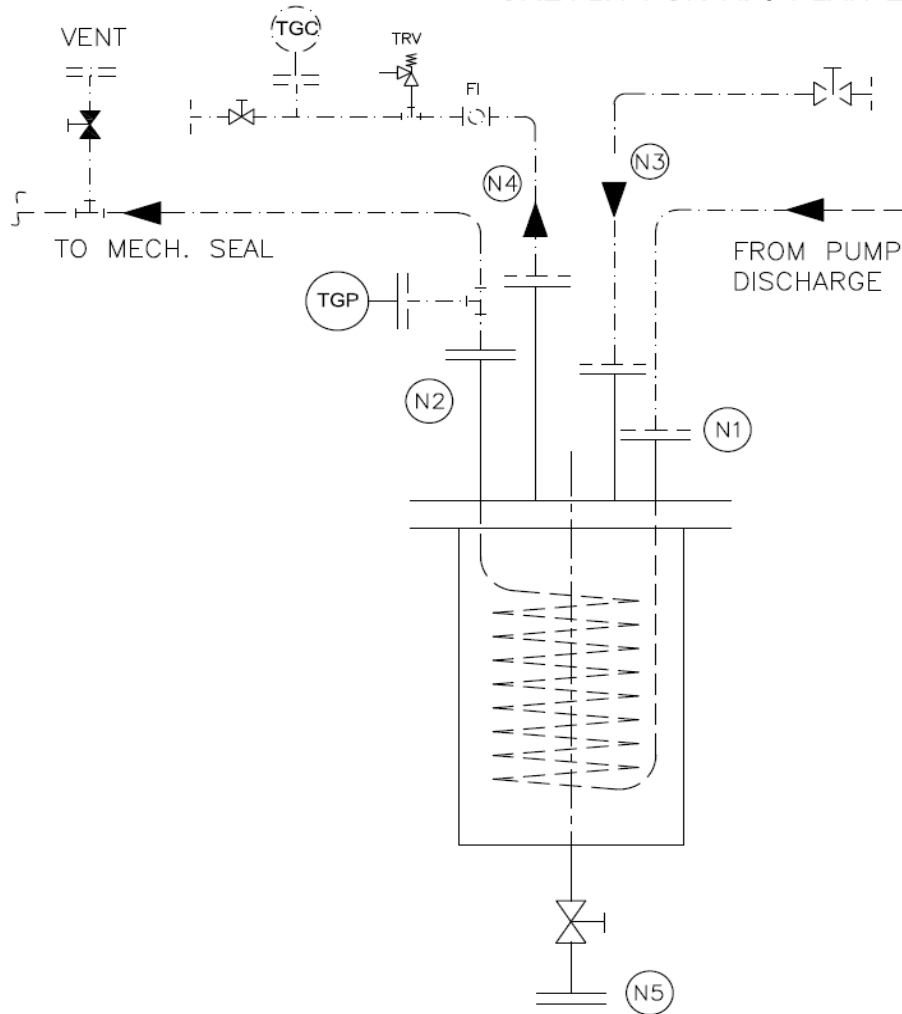 TGC
VENT
TRV
FI
N4
N3
TO MECH. SEAL
FROM PUMP
DISCHARGE
TGP
N2
N1
N5